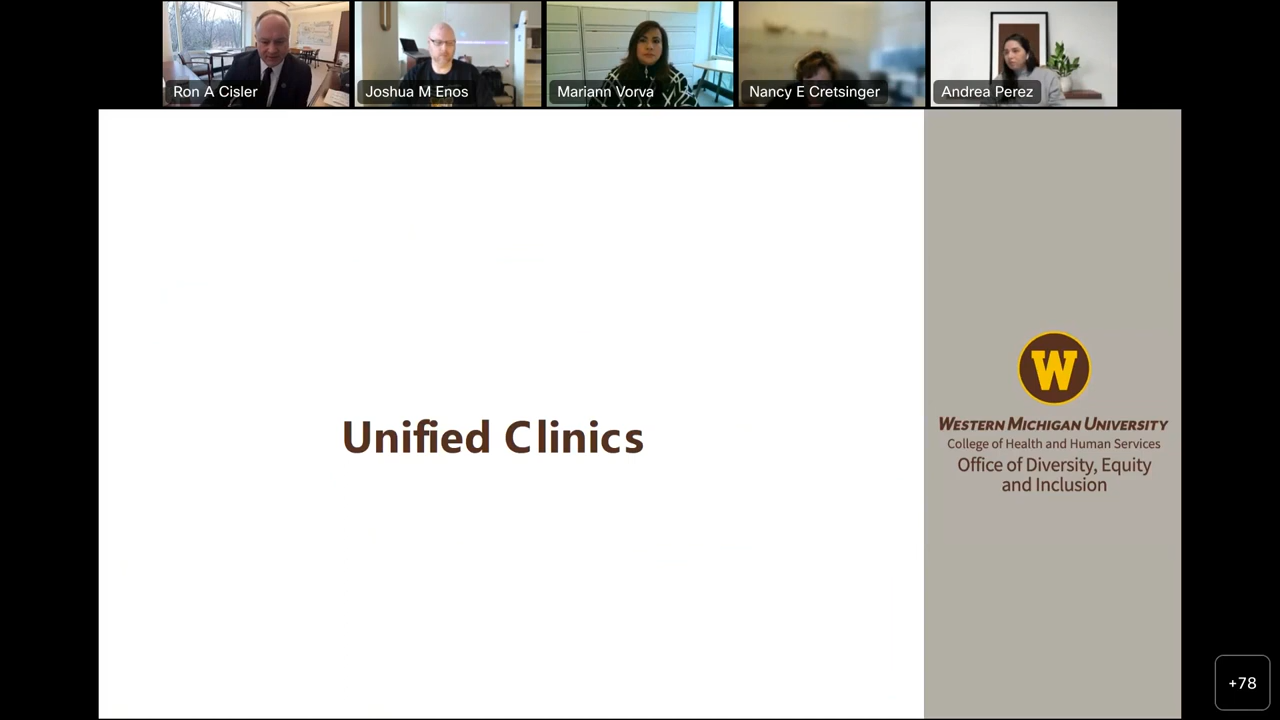 Ron A Cisler
Joshua M Enos
Mariann Vorva
Nancy E Cretsinger
Andrea Perez
Unified Clinics
W
WESTERN MICHIGAN UNIVERSITY
College of Health and Human Services
Office of Diversity, Equity
and Inclusion
+78